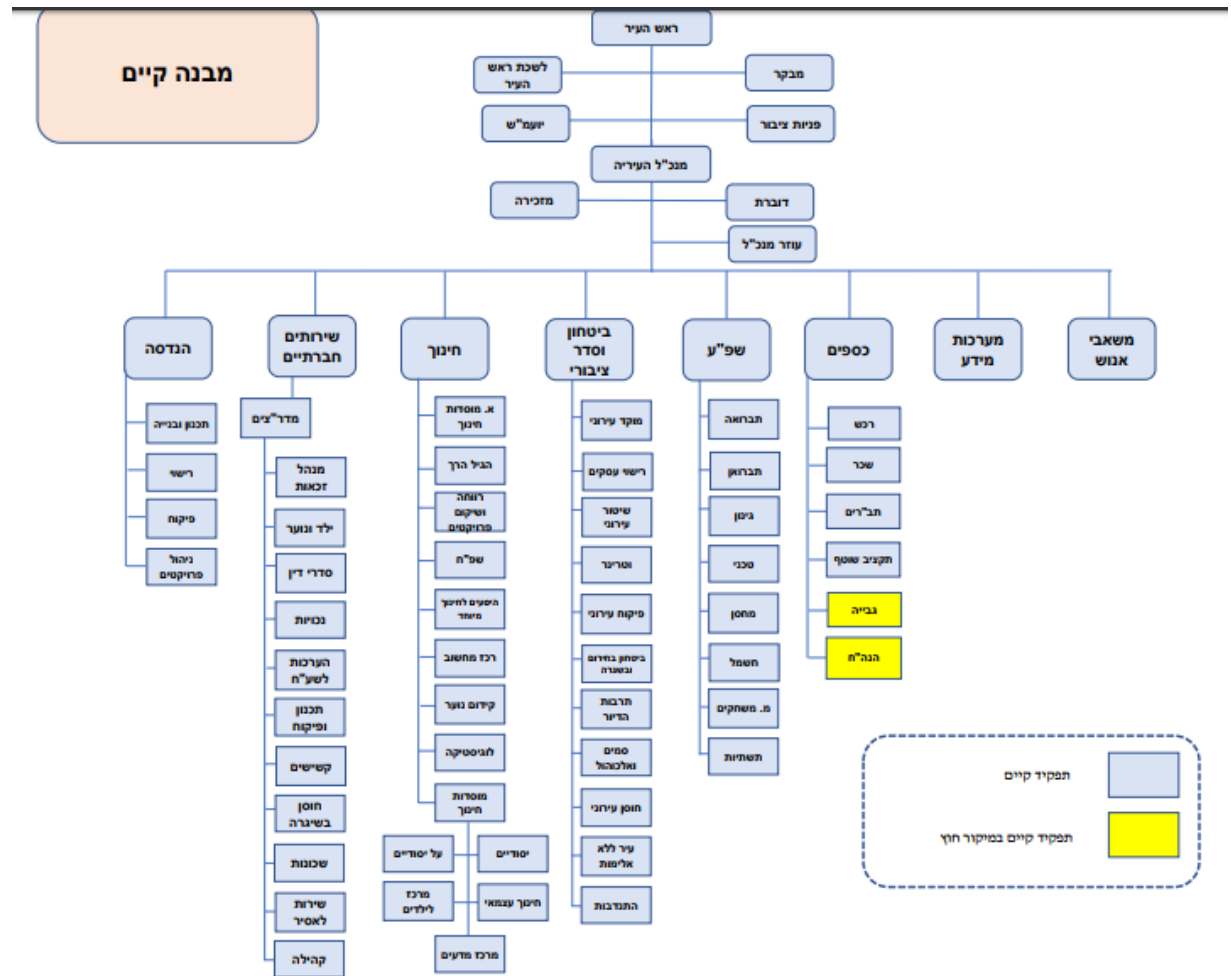 מבנה קיים
ראש העיר
לשכת ראש
העיר
מבקר
יועמ"ש
פניות ציבור
מנכ"ל העיריה
מזכירה
דוברת
עוזר מנכ"ל
משאבי
אנוש
מערכות
מידע
כספים
רכש
שכר
תב"רים
תקציב שוטף
גבייה
הנה"ח
שפ"ע
תברואה
תברואן
גינון
טכני
מחסן
חשמל
מ. משחקים
תשתיות
ביטחון
וסדר
ציבורי
מוקד עירוני
רישוי עסקים
שיטור
עירוני
וטרינר
פיקוח עירוני
ביטחון בחירום
ובשגרה
תרבות
הדיור
סמים
ואלכוהול
חוסן עירוני
עיר ללא
אלימות
התנדבות
חינוך
א. מוסדות
חינוך
הגיל הרך
רווחה
ושיקום
פרויקטים
שפ"ח
היסעים לחינוך
מיוחד
רכז מחשוב
קידום נוער
לוגיסטיקה
מוסדות
חינוך
יסודיים
על יסודיים
חינוך עצמאי
מרכז
לילדים
מרכז מדעים
שירותים
חברתיים
מדר"צים
מנהל
זכאות
ילד ונוער
סדרי דין
נכויות
הערכות
לשע"ח
תכנון
ופיקוח
קשישים
חוסן
בשיגרה
שכונות
שירות
לאסיר
קהילה
הנדסה
תכנון ובנייה
רישוי
פיקוח
ניהול
פרויקטים
תפקיד קיים
תפקיד קיים במיקור חוץ